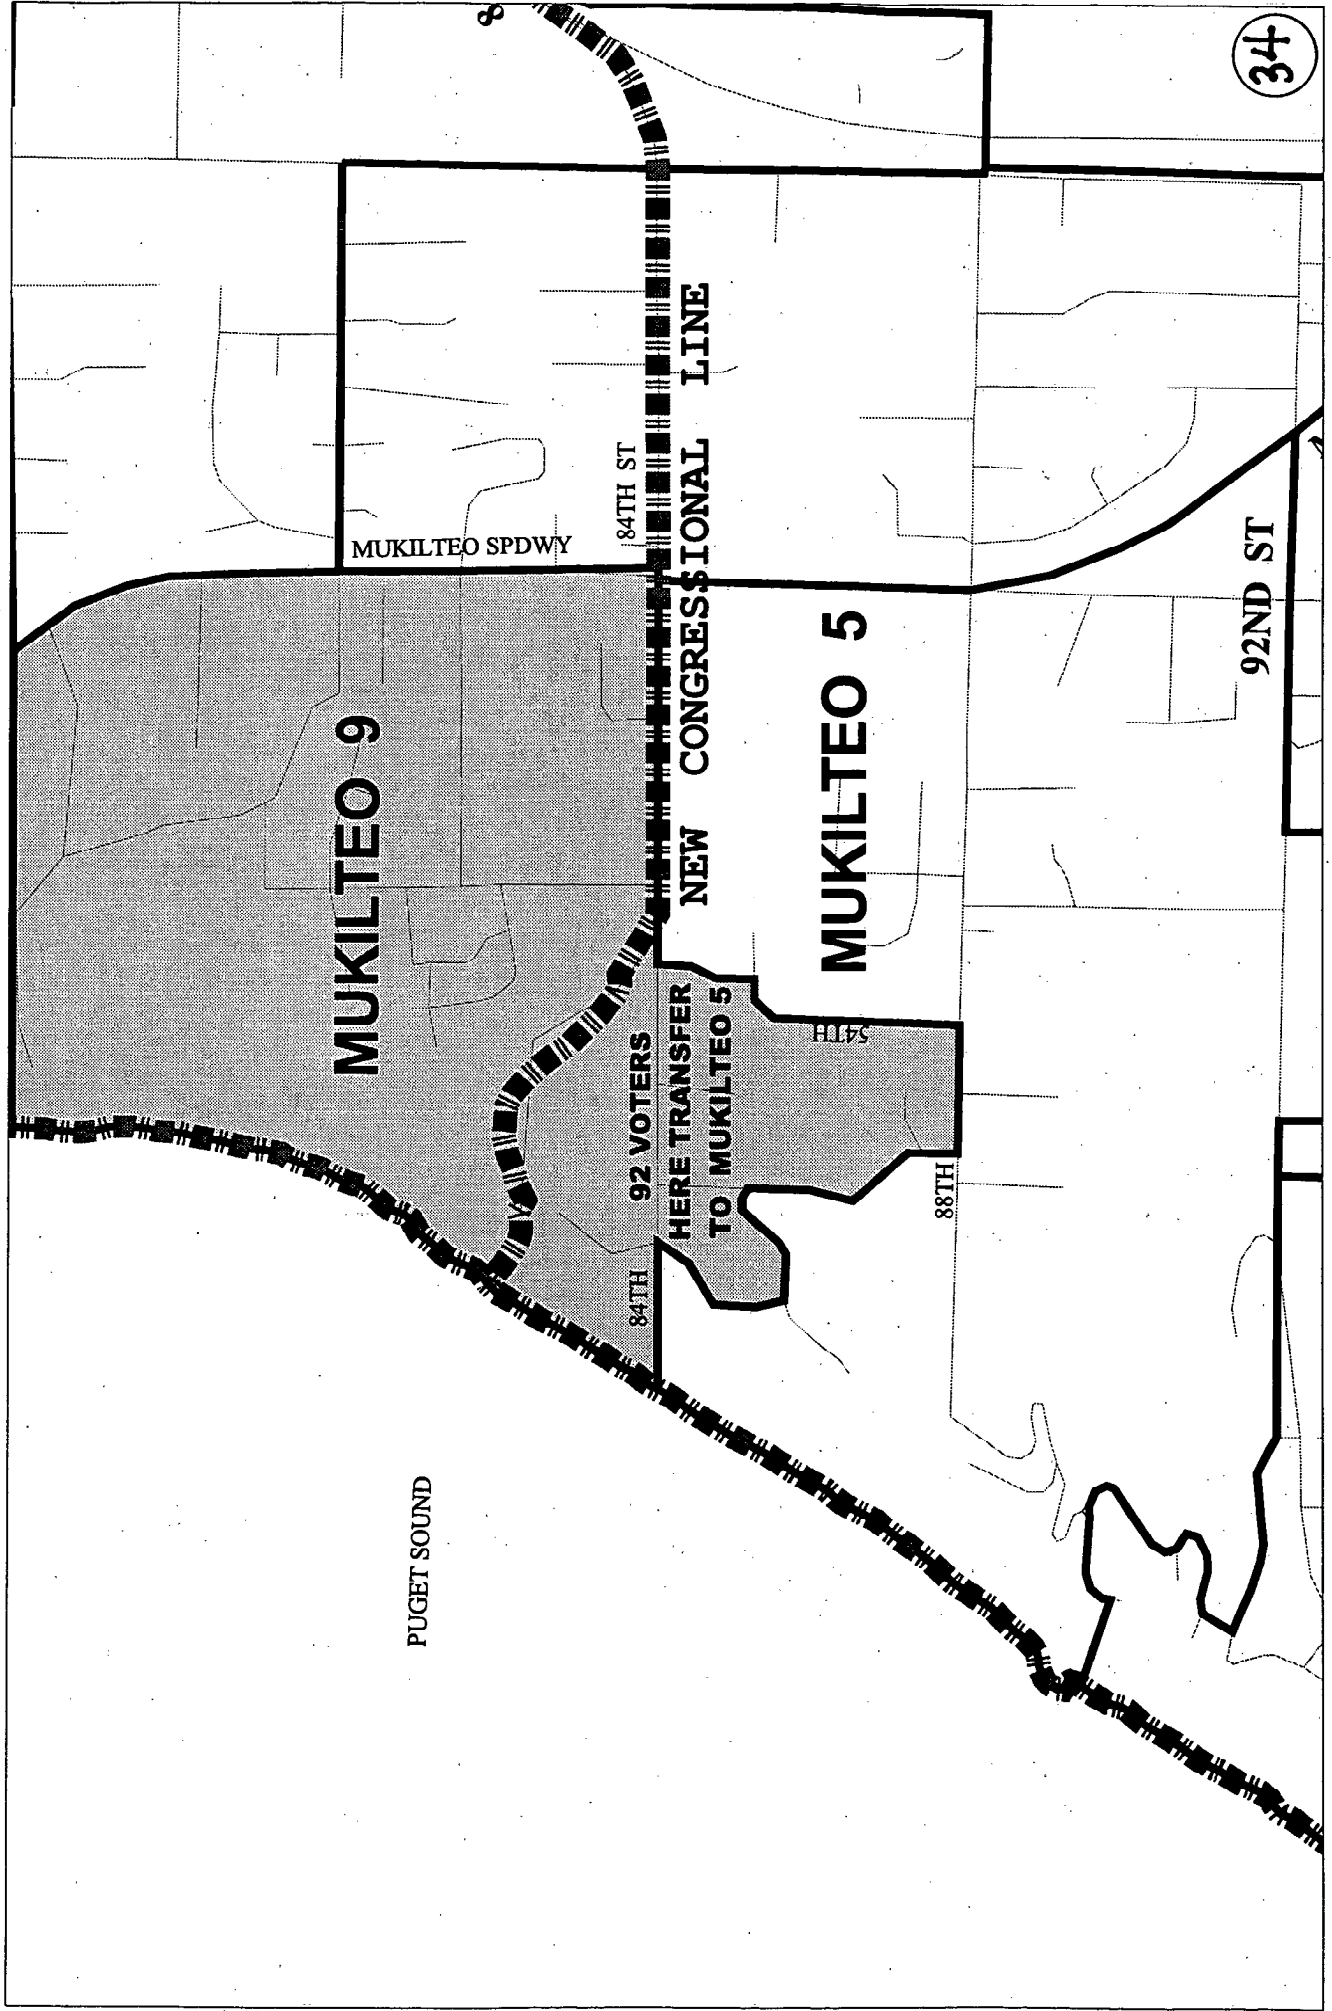 34
8
PUGET SOUND
MUKILTEO 9
MUKILTEO SPDWY
84TH
84TH ST
92 VOTERS
HERE TRANSFER
TO MUKILTEO 5
NEW CONGRESSIONAL LINE
54TH
MUKILTEO 5
88TH
92ND ST